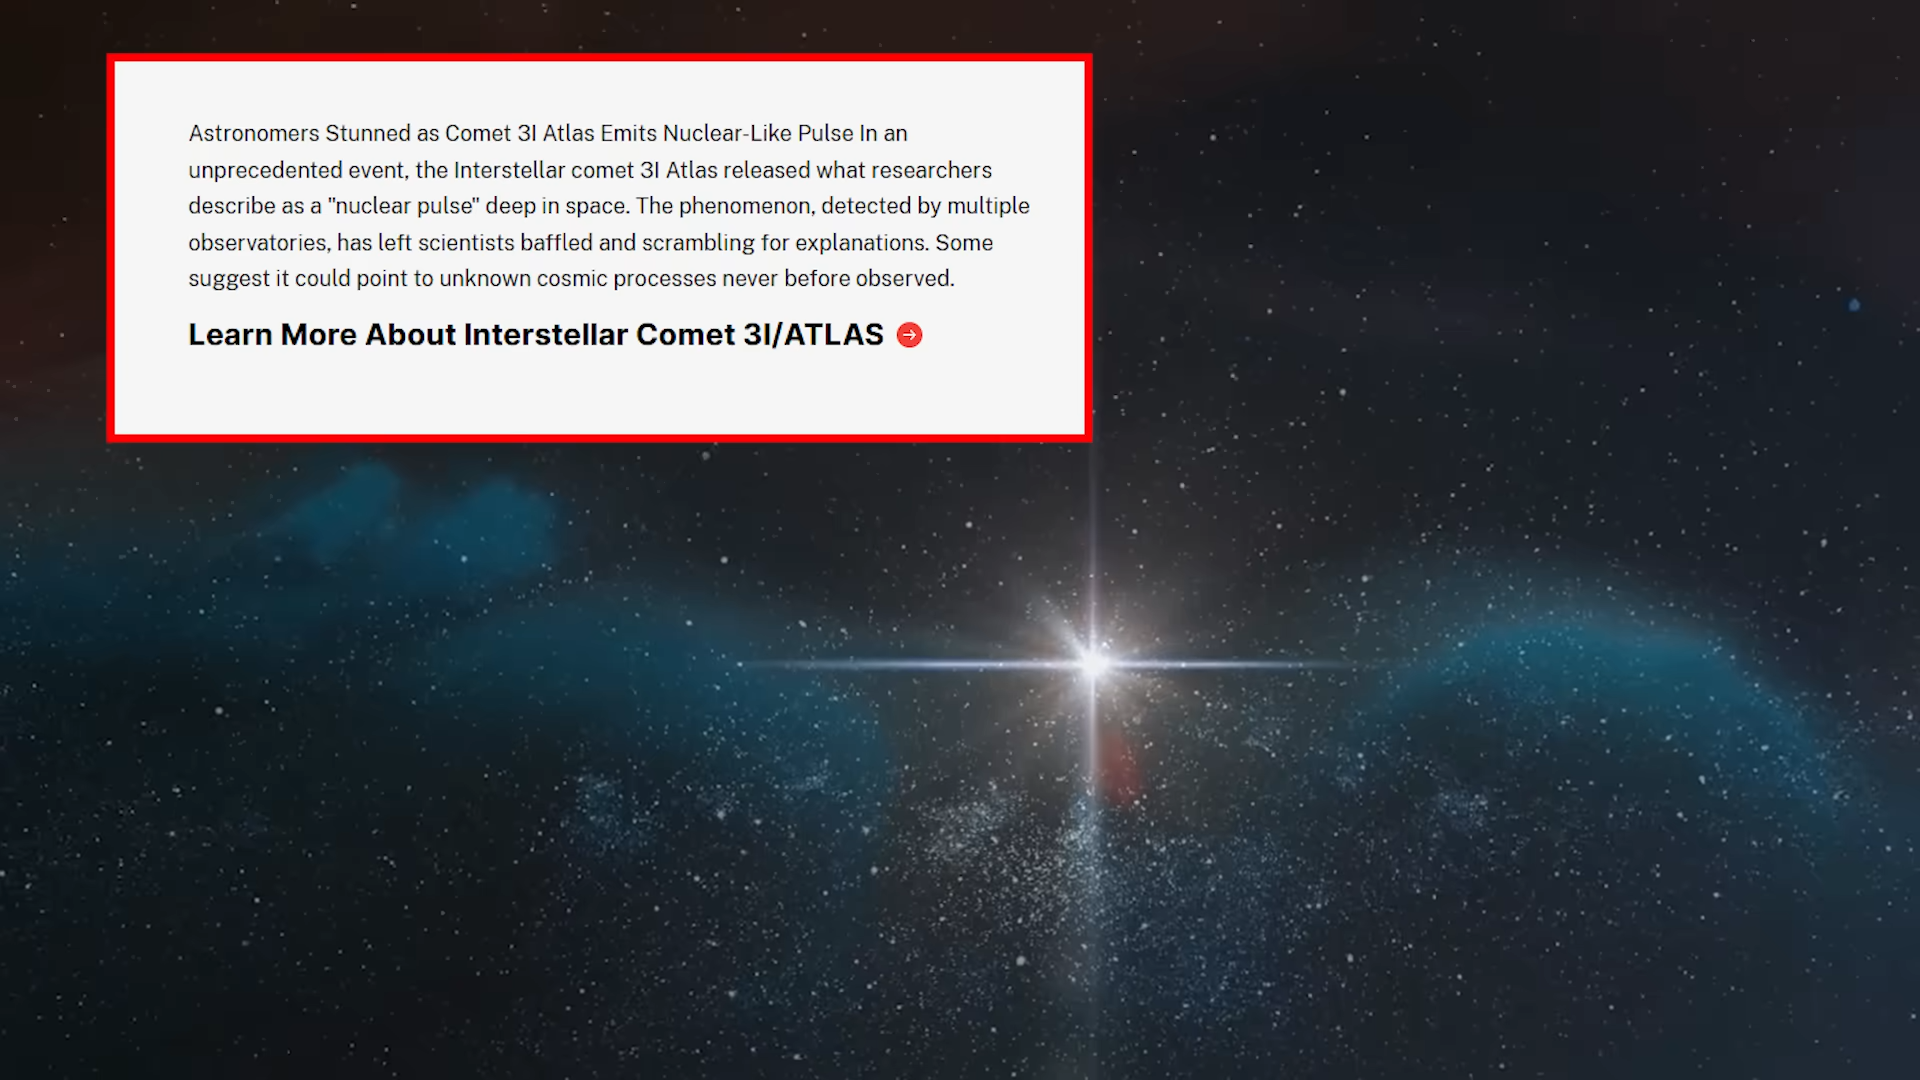 Astronomers Stunned as Comet 3I Atlas Emits Nuclear-Like Pulse In an
unprecedented event, the Interstellar comet 3I Atlas released what researchers
describe as a "nuclear pulse" deep in space. The phenomenon, detected by multiple
observatories, has left scientists baffled and scrambling for explanations. Some
suggest it could point to unknown cosmic processes never before observed.
Learn More About Interstellar Comet 3I/ATLAS